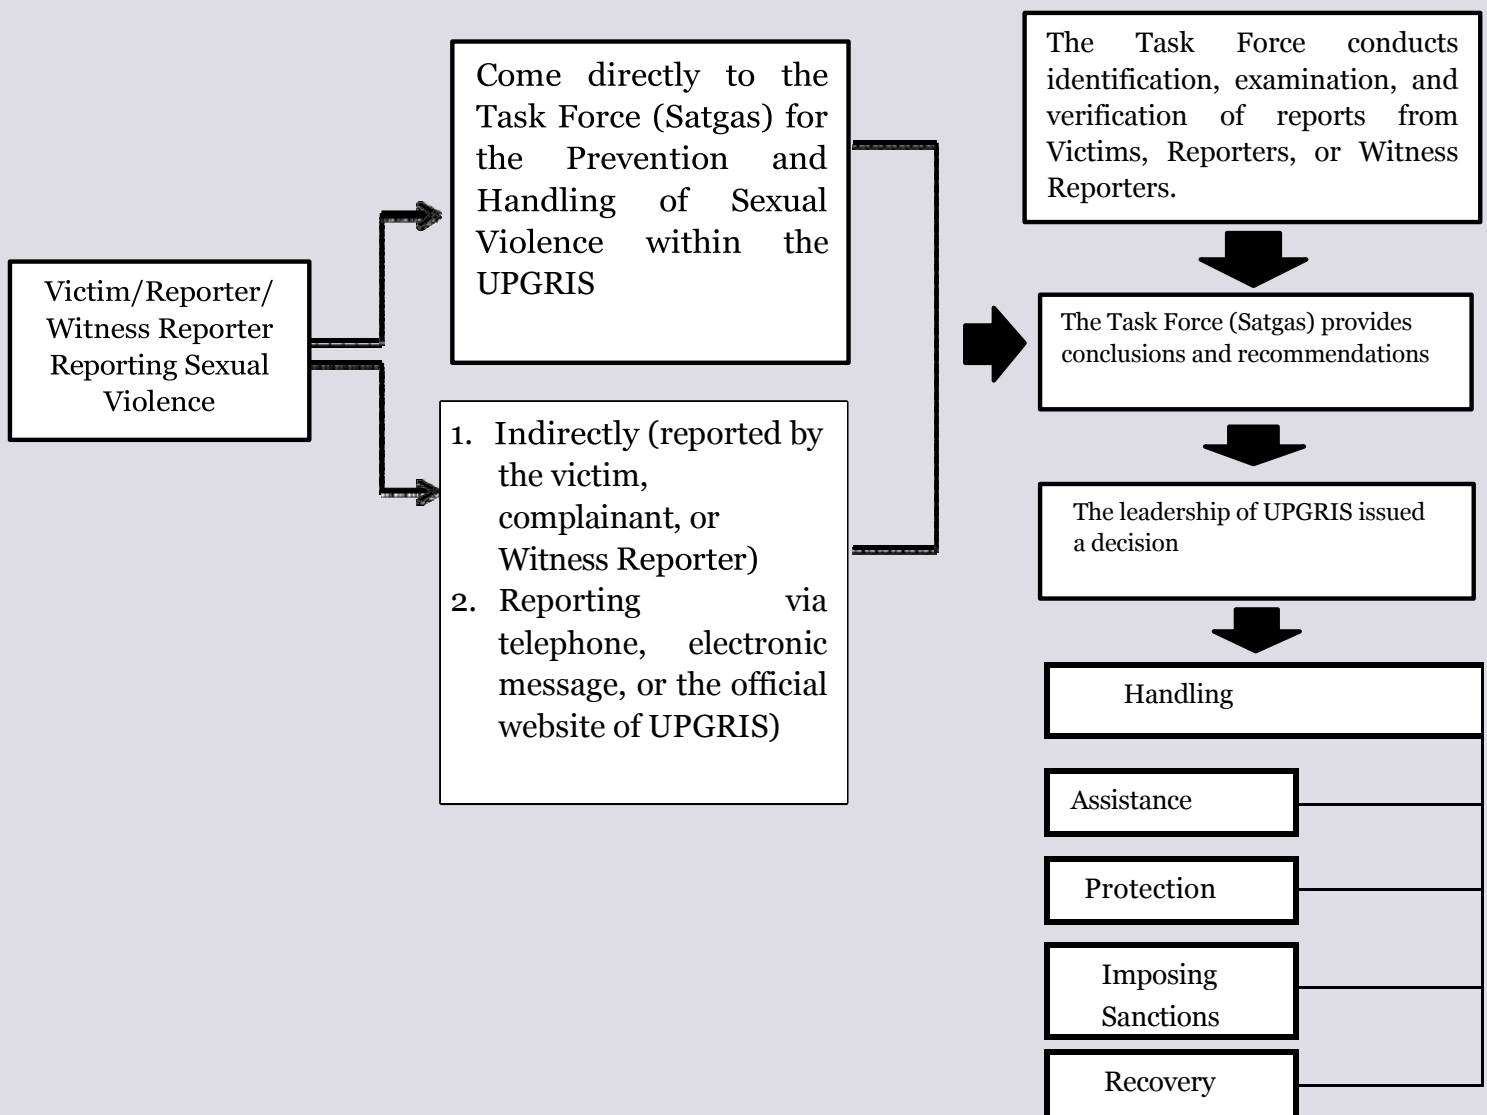 Victim/Reporter/
Witness Reporter
Reporting Sexual
Violence
Come directly to the
Task Force (Satgas) for
the Prevention and
Handling of Sexual
Violence within the
UPGRIS
1. Indirectly (reported by
the victim,
complainant, or
Witness Reporter)
2. Reporting via
telephone, electronic
message, or the official
website of UPGRIS)
The Task Force conducts
identification, examination, and
verification of reports from
Victims, Reporters, or Witness
Reporters.
The Task Force (Satgas) provides
conclusions and recommendations
The leadership of UPGRIS issued
a decision
Handling
Assistance
Protection
Imposing
Sanctions
Recovery